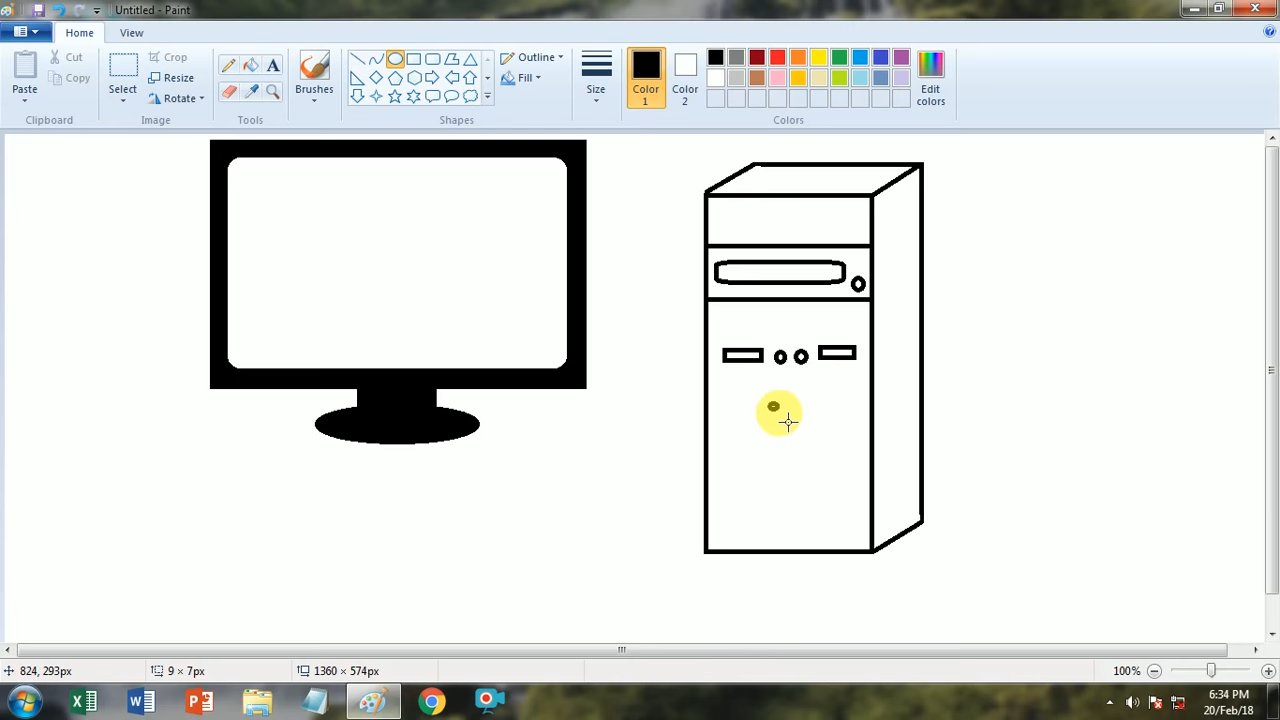 Untitled - Paint
Home
View
Paste
Cut
Copy
Clipboard
Select
Crop
Resize
Rotate
Image
A
Tools
Brushes
Outline
Fill
Shapes
Size
Color 1
Color 2
Edit colors
Colors
824, 293px
9 × 7px
1360 × 574px
100%
6:34 PM
20/Feb/18